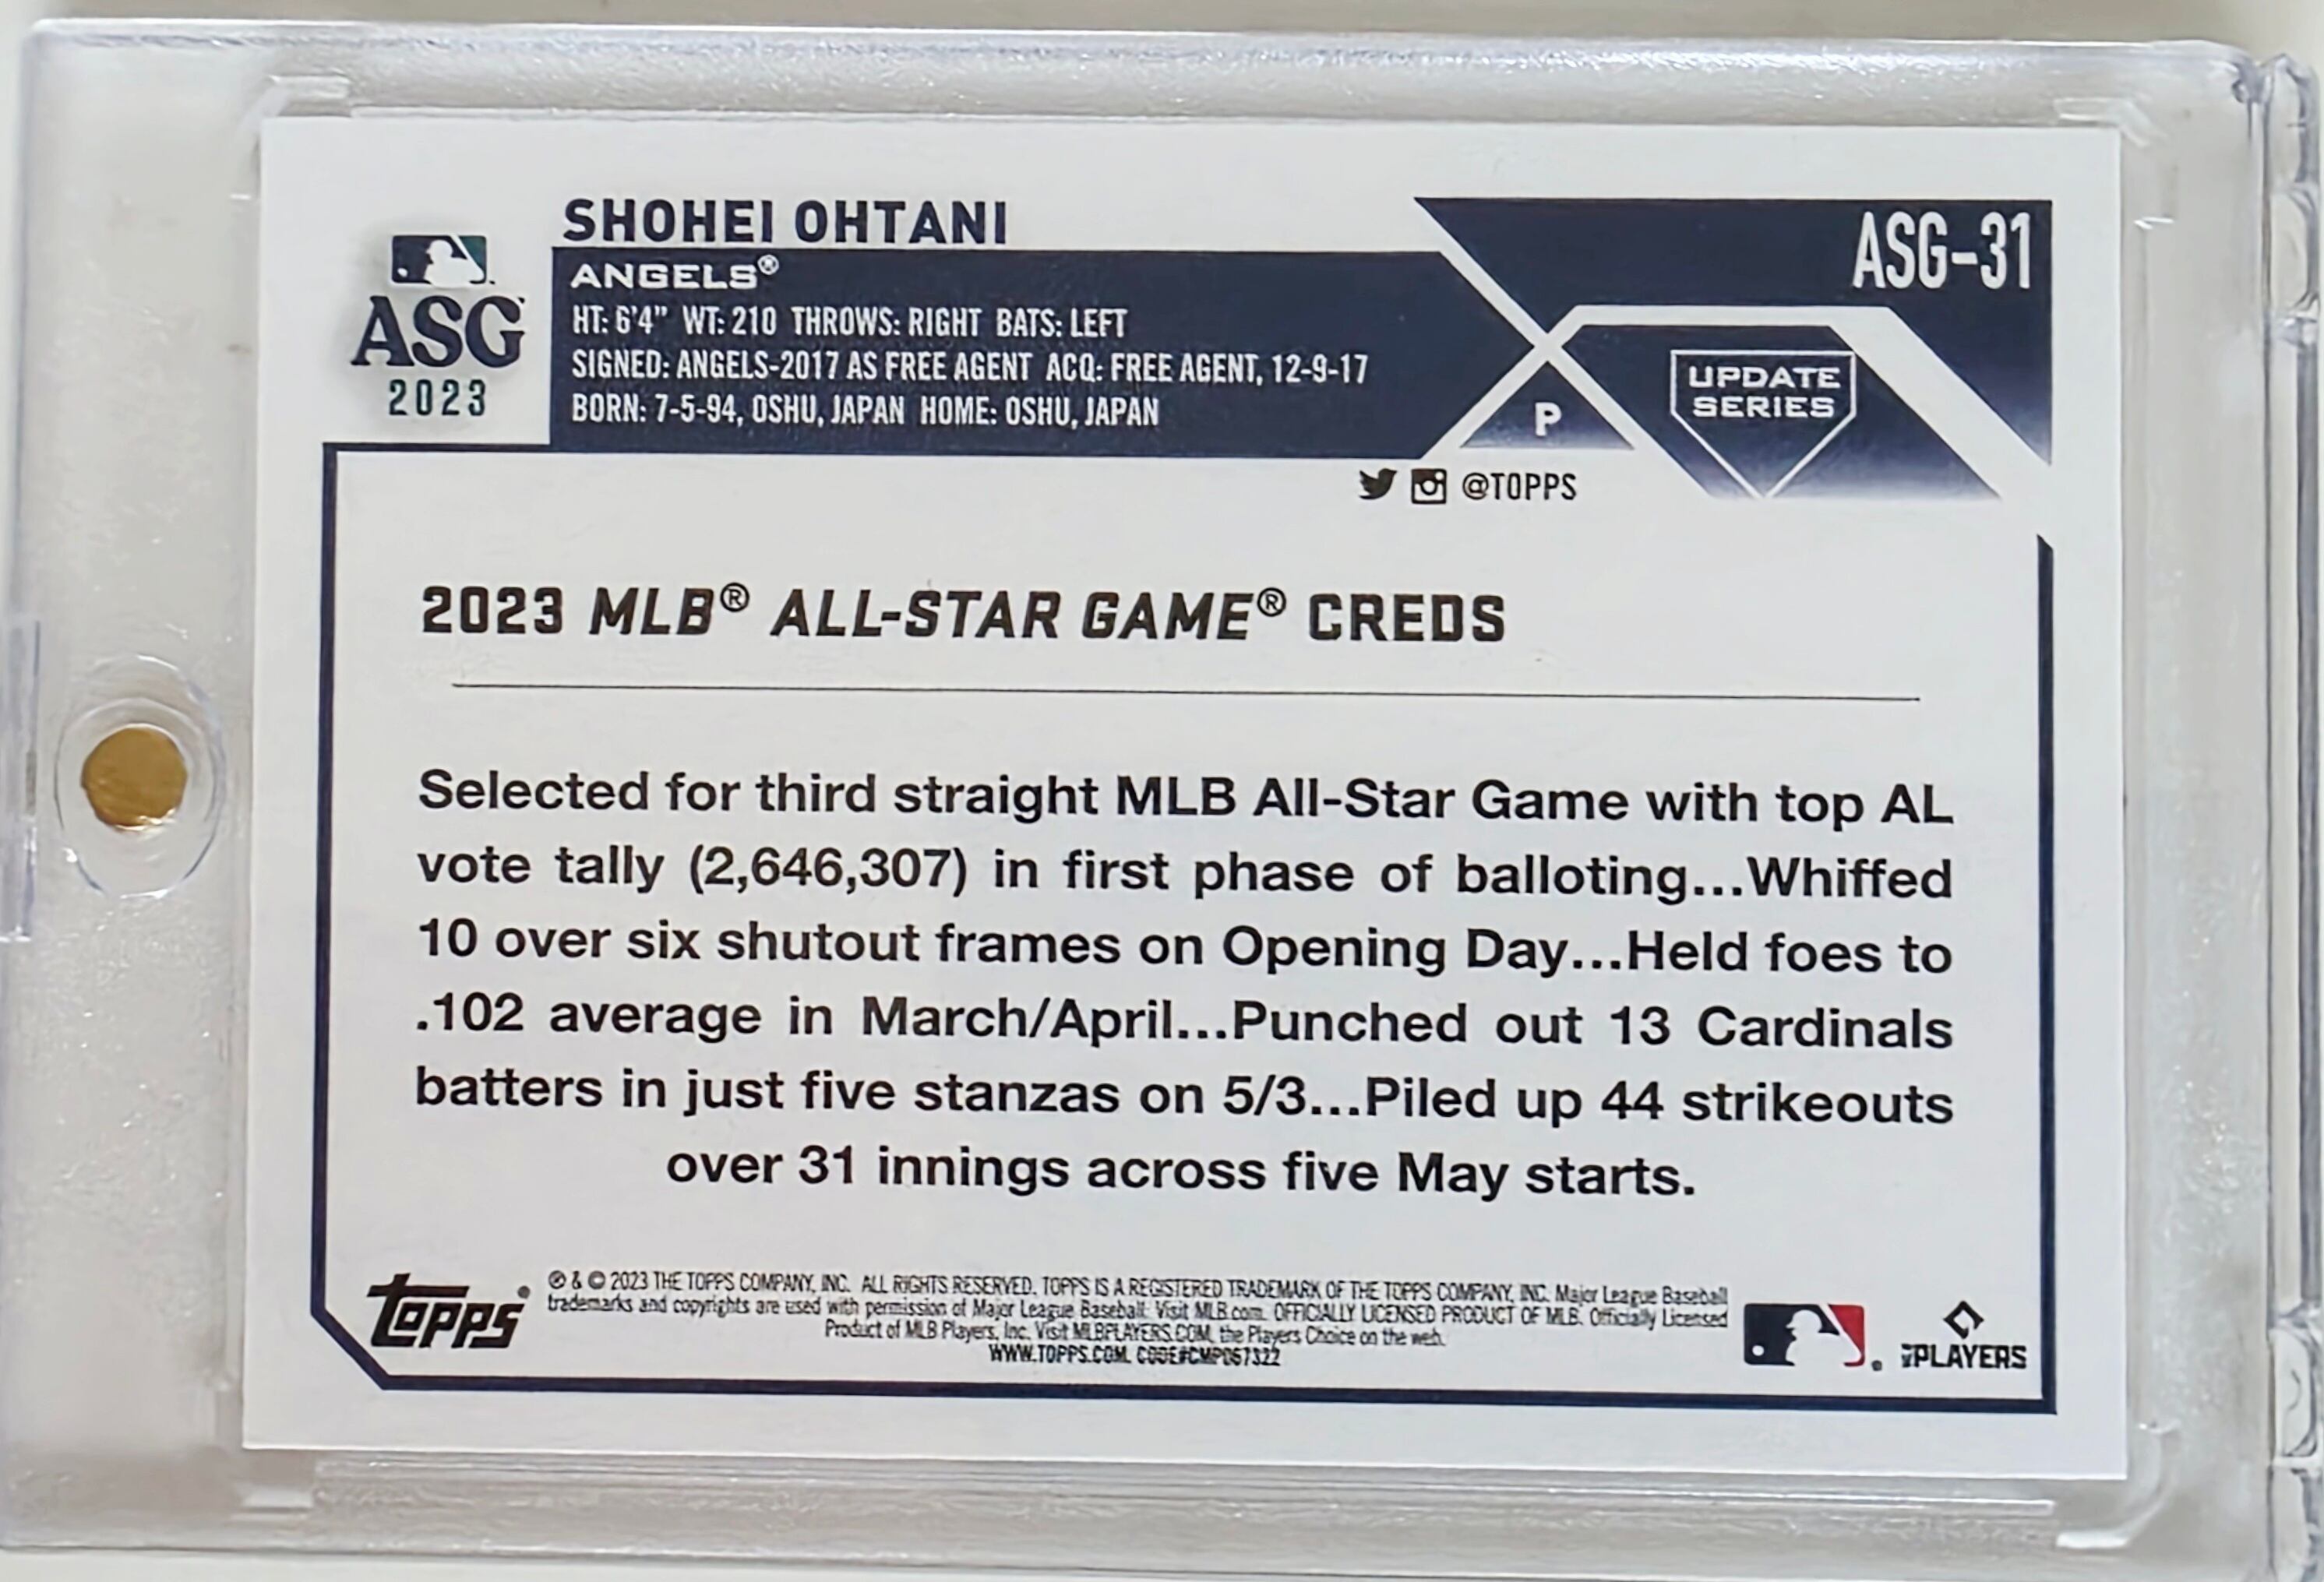 SHOHEI OHTANI
ASG-31
ANGELS®
ASG
2023
HT: 6'4" WT: 210 THROWS: RIGHT BATS: LEFT
SIGNED: ANGELS-2017 AS FREE AGENT ACQ: FREE AGENT, 12-9-17
BORN: 7-5-94, OSHU, JAPAN HOME: OSHU, JAPAN
P
UPDATE
SERIES
@TOPPS
2023 MLB® ALL-STAR GAME® CREDS
Selected for third straight MLB All-Star Game with top AL
vote tally (2,646,307) in first phase of balloting...Whiffed
10 over six shutout frames on Opening Day...Held foes to
.102 average in March/April...Punched out 13 Cardinals
batters in just five stanzas on 5/3...Piled up 44 strikeouts
over 31 innings across five May starts.
Topps®
® & © 2023 THE TOPPS COMPANY, INC. ALL RIGHTS RESERVED. TOPPS IS A REGISTERED TRADEMARK OF THE TOPPS COMPANY, INC. Major League Baseball
trademarks and copyrights are used with permission of Major League Baseball. Visit MLB.com. OFFICIALLY LICENSED PRODUCT OF MLB. Officially Licensed
Product of MLB Players, Inc. Visit MLBPLAYERS.COM, the Players Choice on the web.
WWW.TOPPS.COM. CODE#CMP067322
PLAYERS